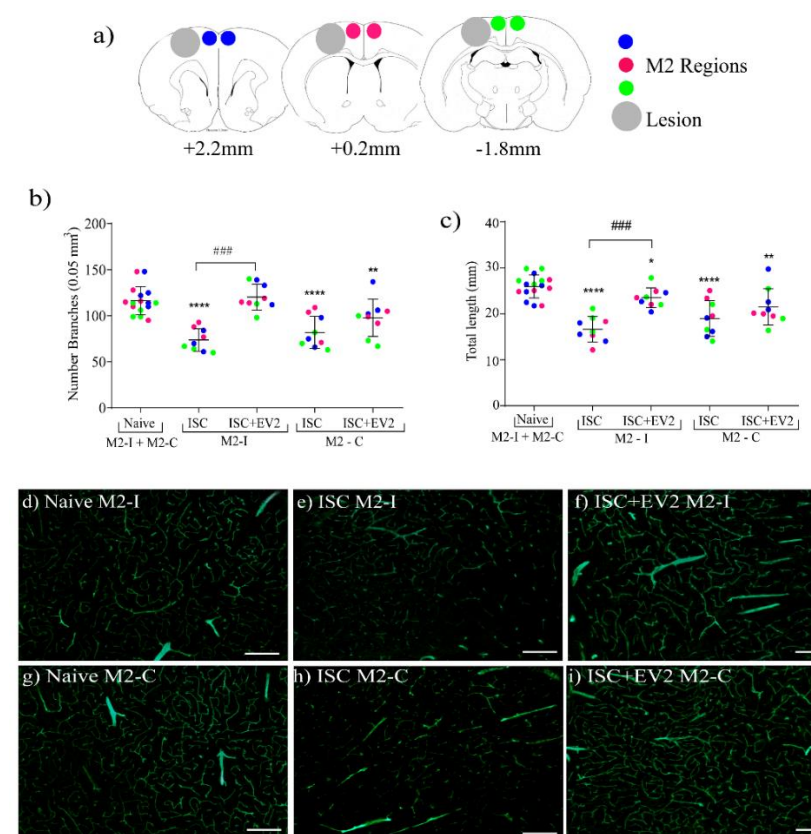 a)
M2 Regions
Lesion
+2.2mm
+0.2mm
-1.8mm
b)
Number Branches (0.05 mm³)
200
150
100
50
0
****
###
****
**
Naive
ISC
ISC+EV2
ISC
ISC+EV2
M2-I + M2-C
M2-I
M2 - C
c)
Total length (mm)
40
30
20
10
0
****
###
*
****
**
Naive
ISC
ISC+EV2
ISC
ISC+EV2
M2-I + M2-C
M2 - I
M2 - C
d) Naive M2-I
e) ISC M2-I
f) ISC+EV2 M2-I
g) Naive M2-C
h) ISC M2-C
i) ISC+EV2 M2-C